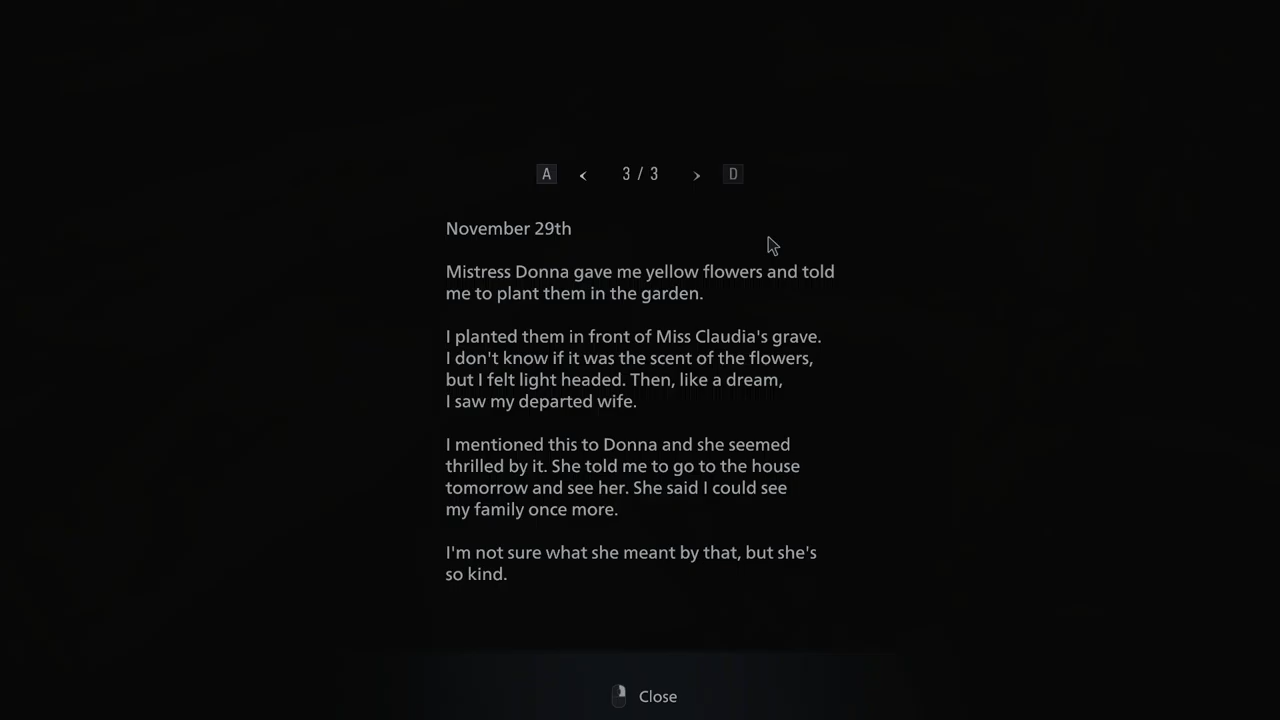 A < 3 / 3 > D
November 29th
Mistress Donna gave me yellow flowers and told
me to plant them in the garden.
I planted them in front of Miss Claudia's grave.
I don't know if it was the scent of the flowers,
but I felt light headed. Then, like a dream,
I saw my departed wife.
I mentioned this to Donna and she seemed
thrilled by it. She told me to go to the house
tomorrow and see her. She said I could see
my family once more.
I'm not sure what she meant by that, but she's
so kind.
Close